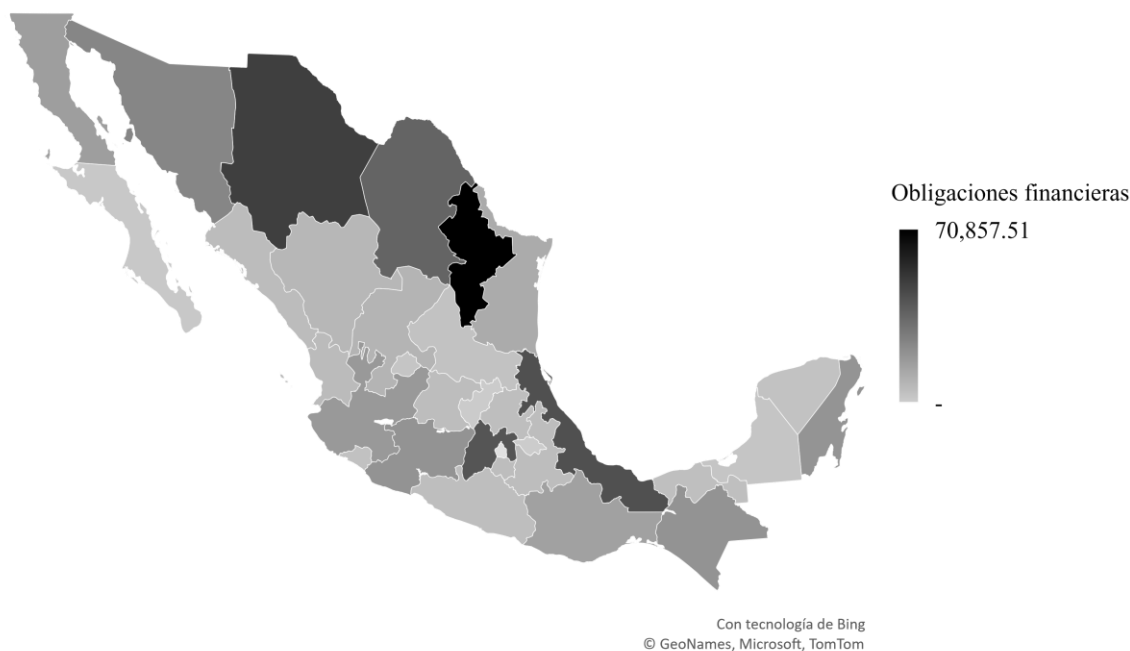 Obligaciones financieras
70,857.51
-
Con tecnología de Bing
© GeoNames, Microsoft, TomTom